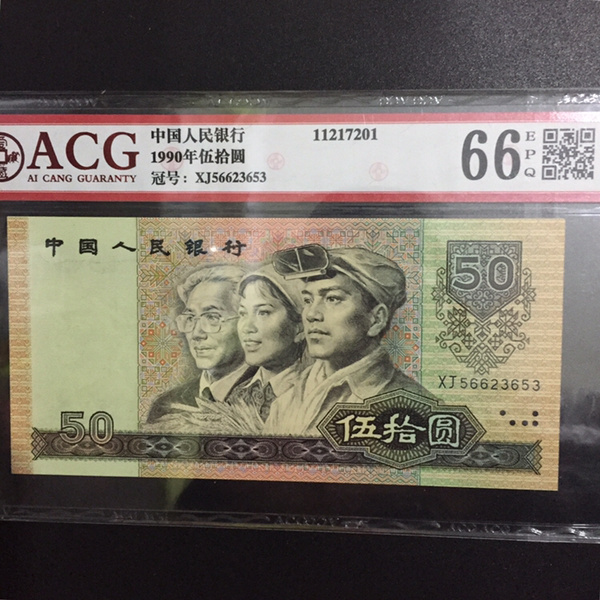 ACG
AI CANG GUARANTY
中国人民银行
1990年伍拾圆
冠号: XJ56623653
11217201
66
EPQ
中国人民银行
50
XJ56623653
50
伍拾圆